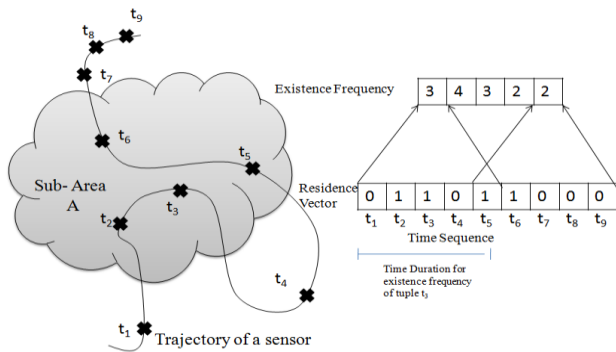 t9
t8
t7
t6
t5
Sub- Area
A
t2
t3
t4
t1
Trajectory of a sensor
Existence Frequency
3 4 3 2 2
Residence
Vector
0 1 1 0 1 1 0 0 0
t1 t2 t3 t4 t5 t6 t7 t8 t9
Time Sequence
Time Duration for
existence frequency
of tuple t3